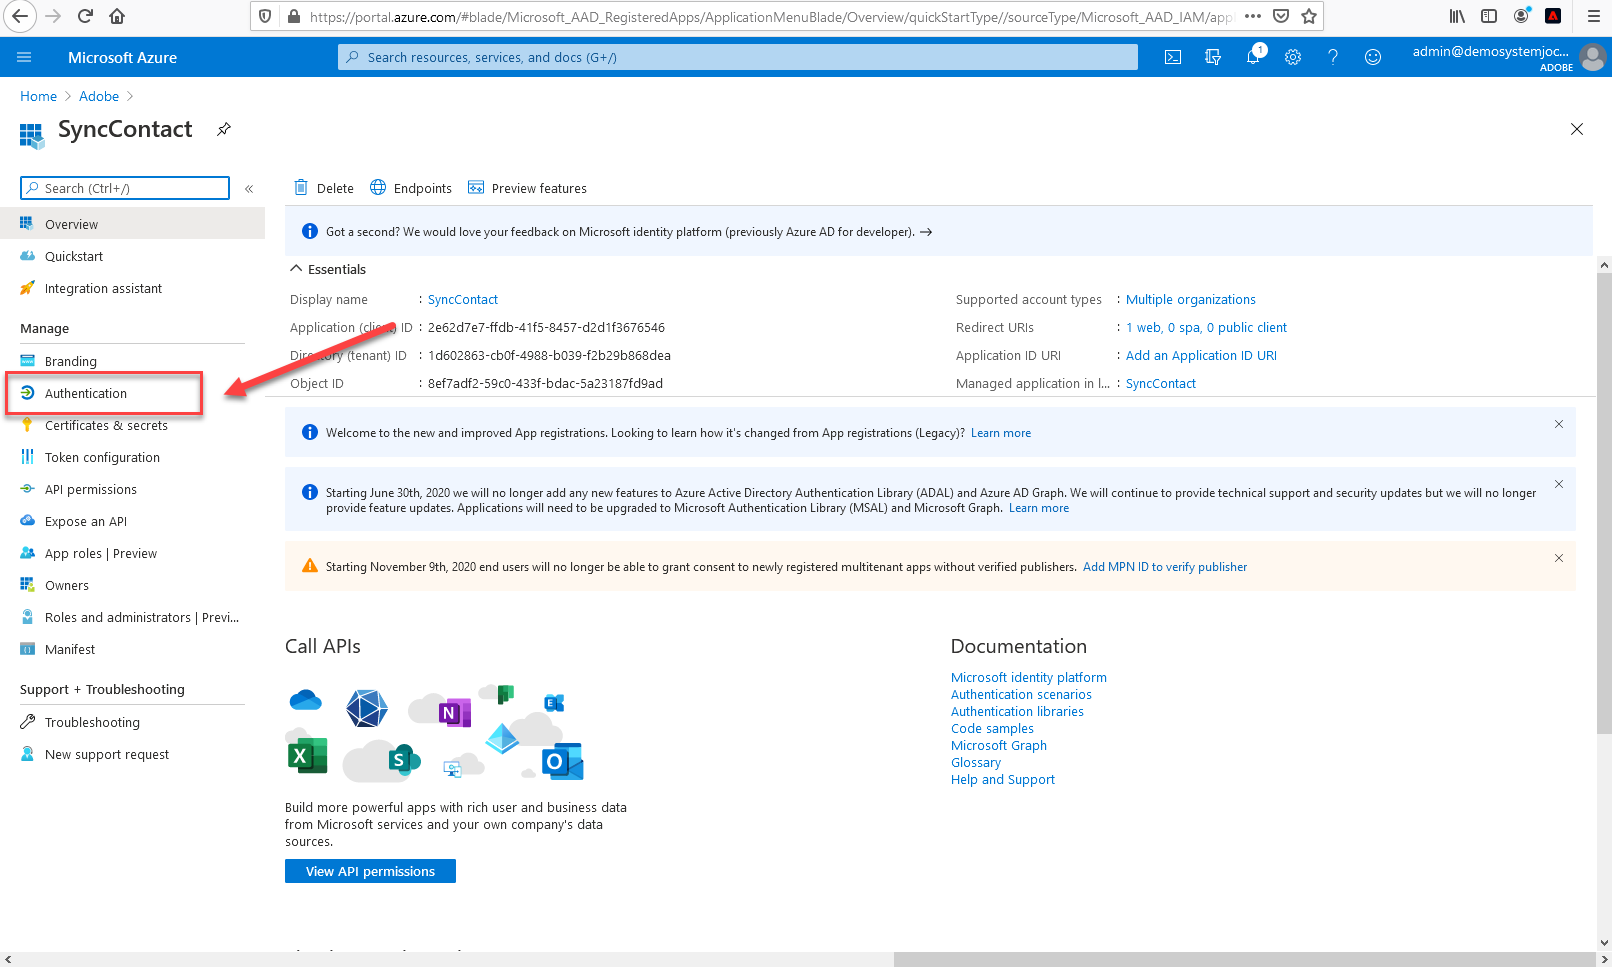 https://portal.azure.com/#blade/Microsoft_AAD_RegisteredApps/ApplicationMenuBlade/Overview/quickStartType//sourceType/Microsoft_AAD_IAM/app
Microsoft Azure
Search resources, services, and docs (G+/)
1
admin@demosystemjoc...
ADOBE
Home > Adobe >
SyncContact
Search (Ctrl+/)
«
Delete
Endpoints
Preview features
Overview
Quickstart
Integration assistant
Manage
Branding
Authentication
Certificates & secrets
Token configuration
API permissions
Expose an API
App roles | Preview
Owners
Roles and administrators | Previ...
Manifest
Support + Troubleshooting
Troubleshooting
New support request
Got a second? We would love your feedback on Microsoft identity platform (previously Azure AD for developer). →
Essentials
Display name : SyncContact
Application (client) ID : 2e62d7e7-ffdb-41f5-8457-d2d1f3676546
Directory (tenant) ID : 1d602863-cb0f-4988-b039-f2b29b868dea
Object ID : 8ef7adf2-59c0-433f-bdac-5a23187fd9ad
Supported account types : Multiple organizations
Redirect URIs : 1 web, 0 spa, 0 public client
Application ID URI : Add an Application ID URI
Managed application in l... : SyncContact
Welcome to the new and improved App registrations. Looking to learn how it's changed from App registrations (Legacy)? Learn more
Starting June 30th, 2020 we will no longer add any new features to Azure Active Directory Authentication Library (ADAL) and Azure AD Graph. We will continue to provide technical support and security updates but we will no longer
provide feature updates. Applications will need to be upgraded to Microsoft Authentication Library (MSAL) and Microsoft Graph. Learn more
Starting November 9th, 2020 end users will no longer be able to grant consent to newly registered multitenant apps without verified publishers. Add MPN ID to verify publisher
Call APIs
N
E
X
S
O
Build more powerful apps with rich user and business data
from Microsoft services and your own company's data
sources.
View API permissions
Documentation
Microsoft identity platform
Authentication scenarios
Authentication libraries
Code samples
Microsoft Graph
Glossary
Help and Support